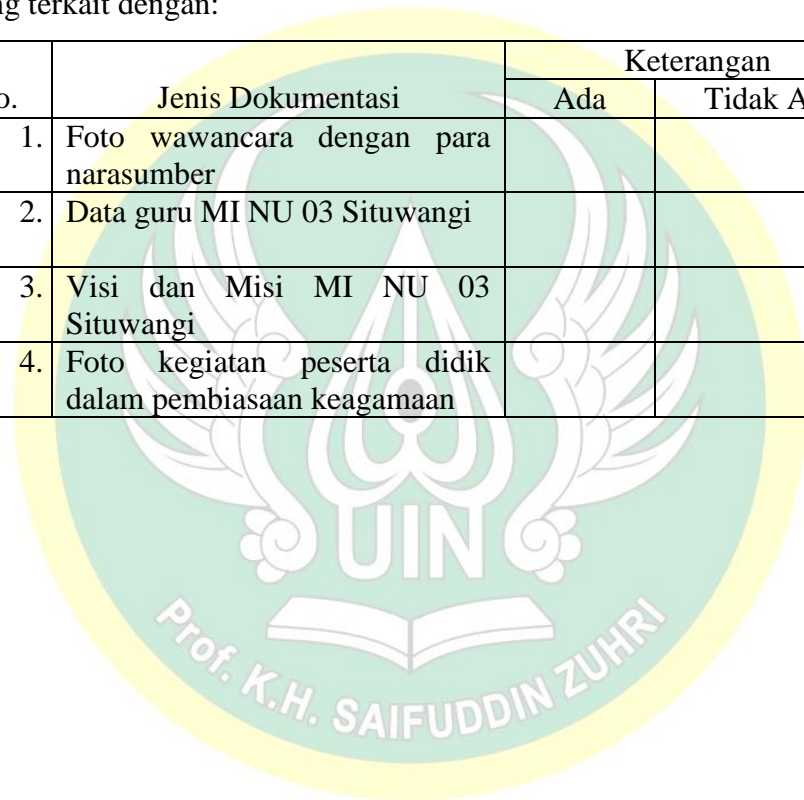 ng terkait dengan:
Keterangan
o. Jenis Dokumentasi Ada Tidak A
1. Foto wawancara dengan para
narasumber
2. Data guru MI NU 03 Situwangi
3. Visi dan Misi MI NU 03
Situwangi
4. Foto kegiatan peserta didik
dalam pembiasaan keagamaan
UIN
Prof. K.H. SAIFUDDIN ZUHRI